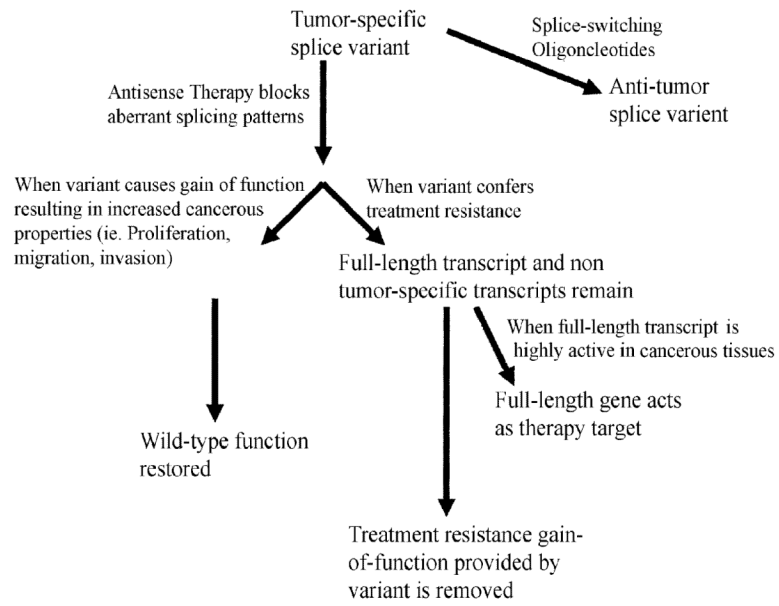 Tumor-specific
splice variant
Splice-switching
Oligoncleotides
Anti-tumor
splice varient
Antisense Therapy blocks
aberrant splicing patterns
When variant causes gain of function
resulting in increased cancerous
properties (ie. Proliferation,
migration, invasion)
When variant confers
treatment resistance
Full-length transcript and non
tumor-specific transcripts remain
When full-length transcript is
highly active in cancerous tissues
Full-length gene acts
as therapy target
Wild-type function
restored
Treatment resistance gain-
of-function provided by
variant is removed